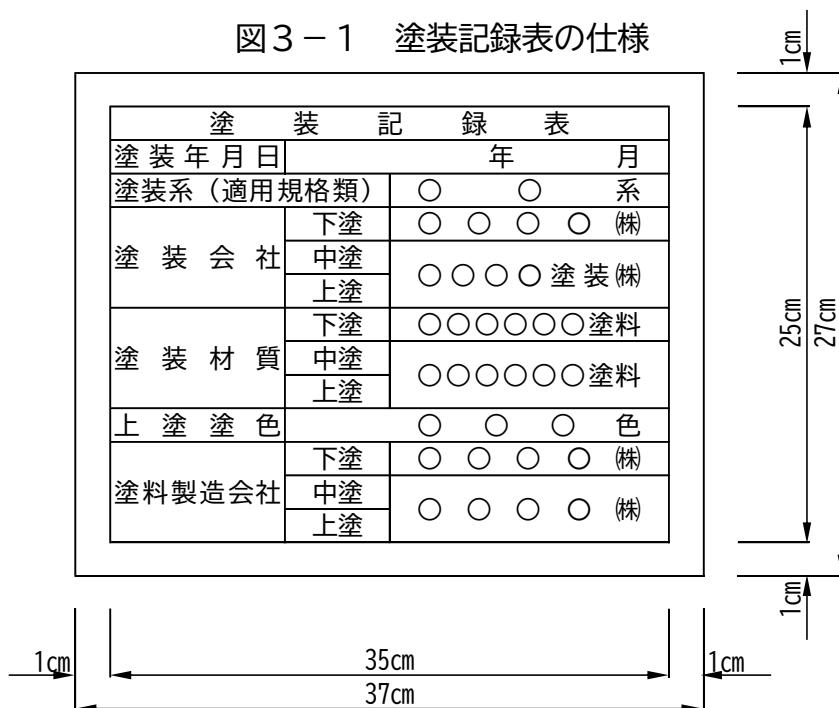 図3-1 塗装記録表の仕様
塗装記録表
塗装年月日 年 月
塗装系(適用規格類) ○ ○ 系
塗装会社 下塗 ○ ○ ○ ○ ㈱
中塗 ○○○○塗装㈱
上塗
塗装材質 下塗 ○○○○○○塗料
中塗 ○○○○○○塗料
上塗
上塗塗色 ○ ○ ○ 色
塗料製造会社 下塗 ○ ○ ○ ○ ㈱
中塗 ○ ○ ○ ○ ㈱
上塗
1㎝
25㎝
27㎝
1㎝
1㎝
35㎝
1㎝
37㎝